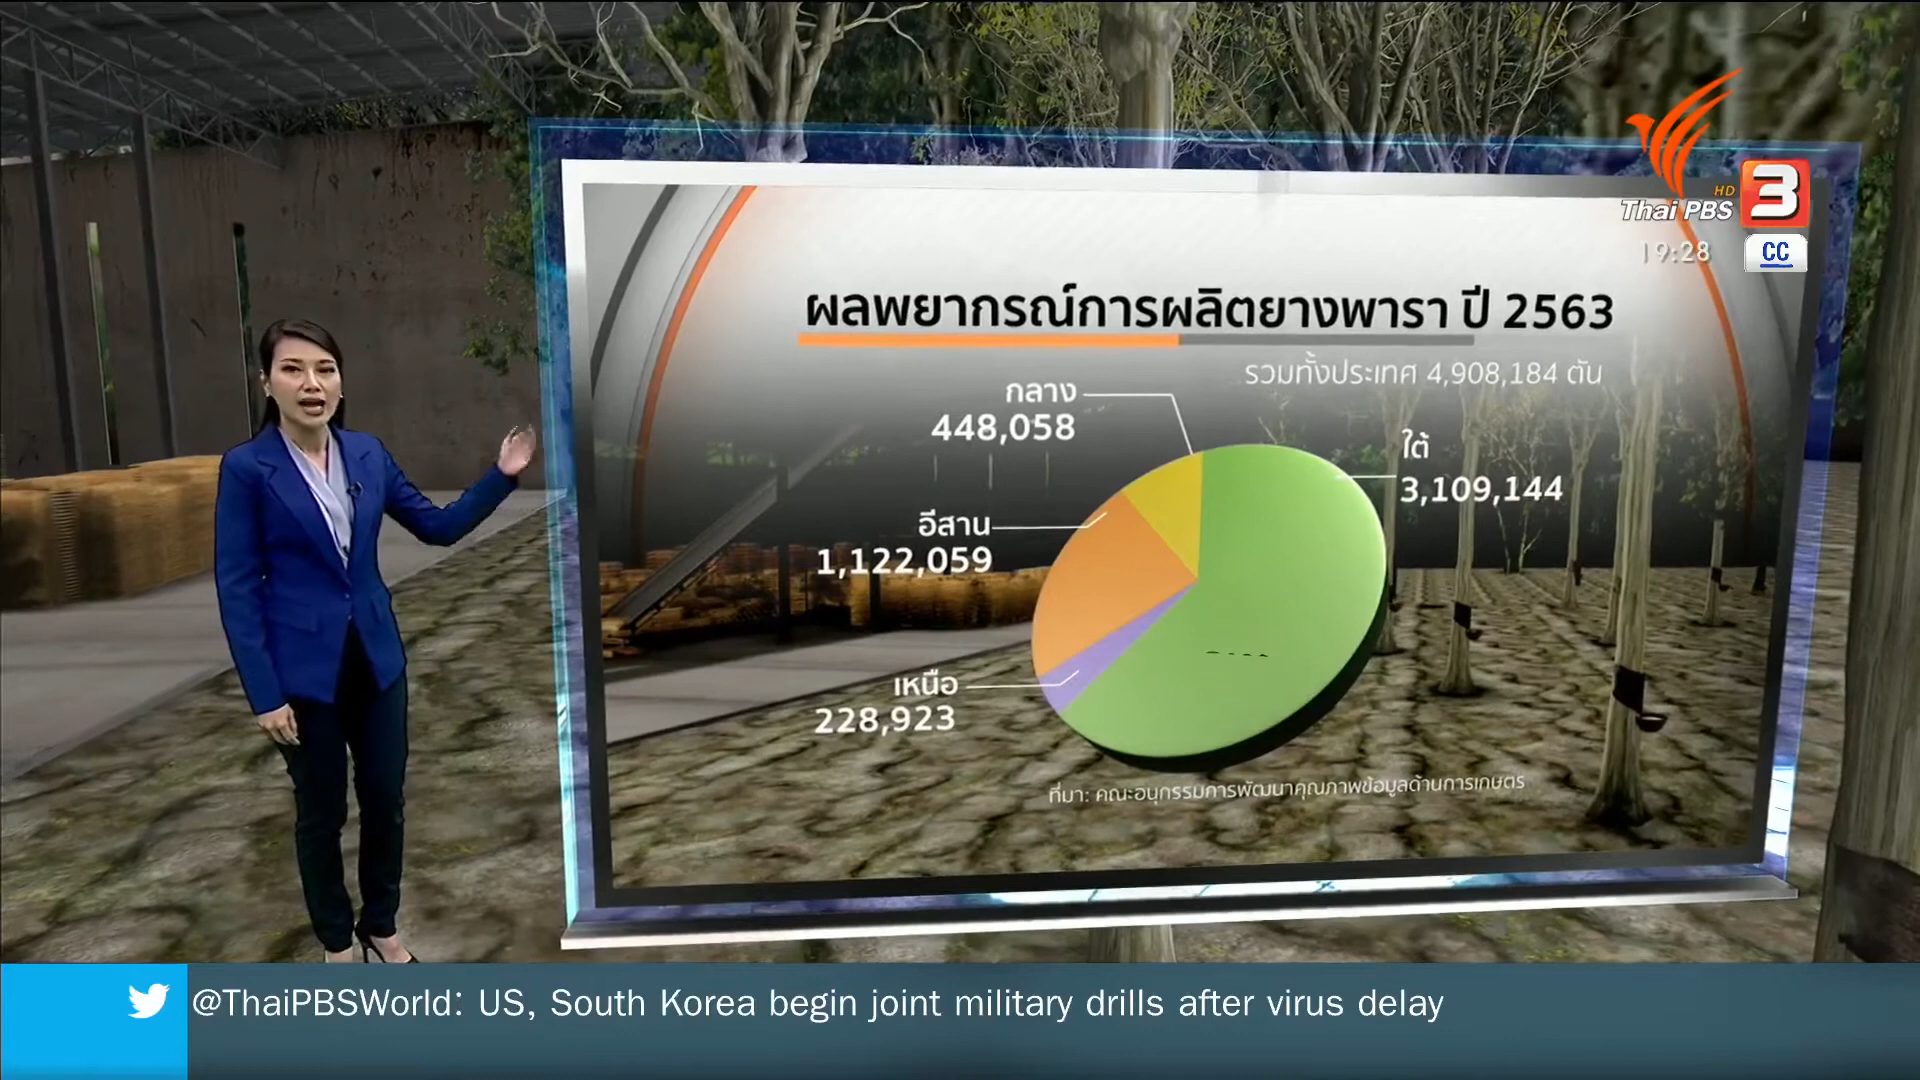 HD
Thai PBS 3
19:28 CC
ผลพยากรณ์การผลิตยางพารา ปี 2563
รวมทั้งประเทศ 4,908,184 ตัน
กลาง
448,058
ใต้
3,109,144
อีสาน
1,122,059
เหนือ
228,923
ที่มา: คณะอนุกรรมการพัฒนาคุณภาพข้อมูลด้านการเกษตร
@ThaiPBSWorld: US, South Korea begin joint military drills after virus delay